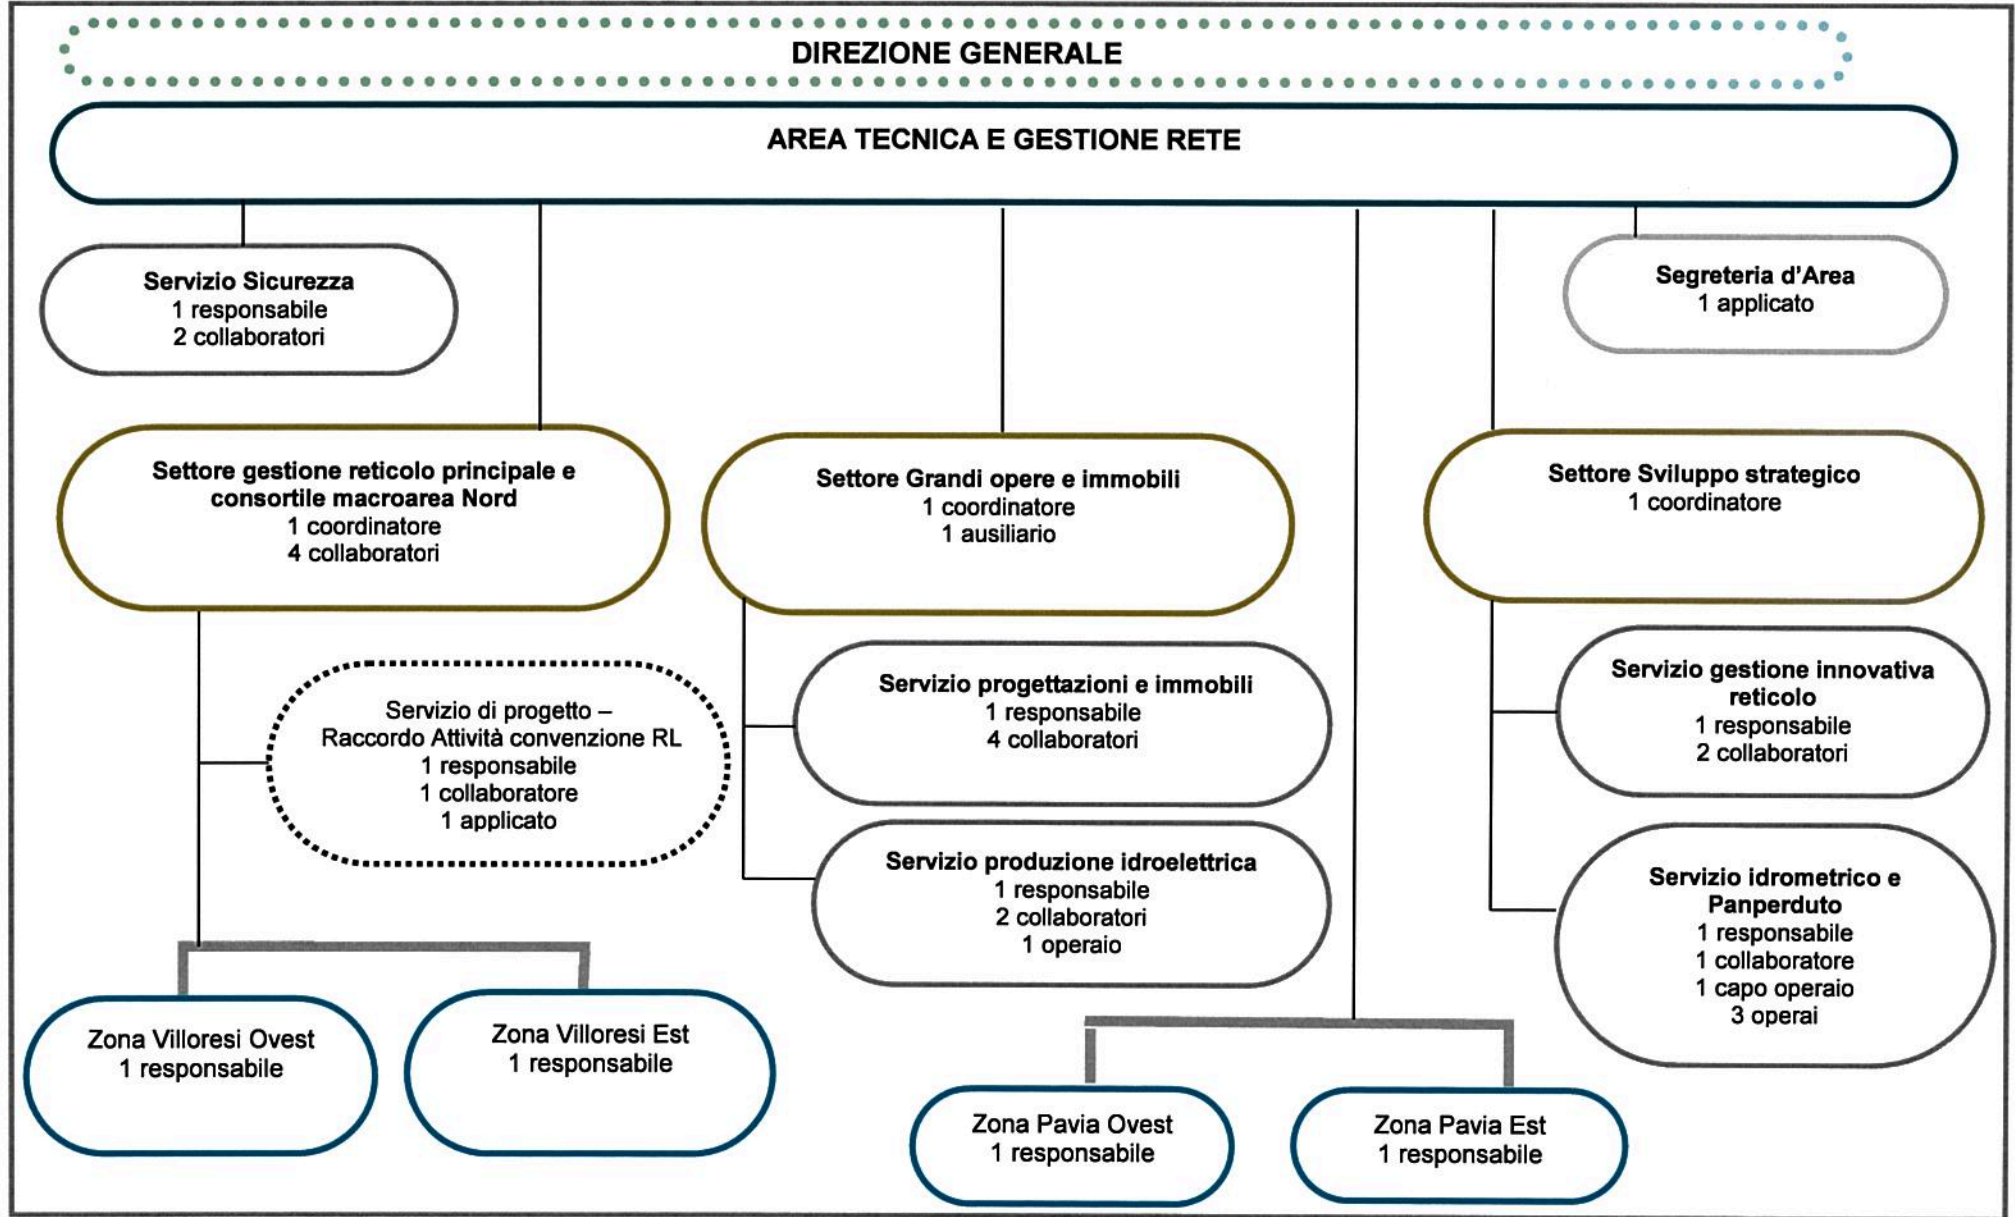 DIREZIONE GENERALE
AREA TECNICA E GESTIONE RETE
Servizio Sicurezza
1 responsabile
2 collaboratori
Segreteria d'Area
1 applicato
Settore gestione reticolo principale e
consortile macroarea Nord
1 coordinatore
4 collaboratori
Settore Grandi opere e immobili
1 coordinatore
1 ausiliario
Settore Sviluppo strategico
1 coordinatore
Servizio di progetto –
Raccordo Attività convenzione RL
1 responsabile
1 collaboratore
1 applicato
Servizio progettazioni e immobili
1 responsabile
4 collaboratori
Servizio gestione innovativa
reticolo
1 responsabile
2 collaboratori
Servizio produzione idroelettrica
1 responsabile
2 collaboratori
1 operaio
Servizio idrometrico e
Panperduto
1 responsabile
1 collaboratore
1 capo operaio
3 operai
Zona Villoresi Ovest
1 responsabile
Zona Villoresi Est
1 responsabile
Zona Pavia Ovest
1 responsabile
Zona Pavia Est
1 responsabile